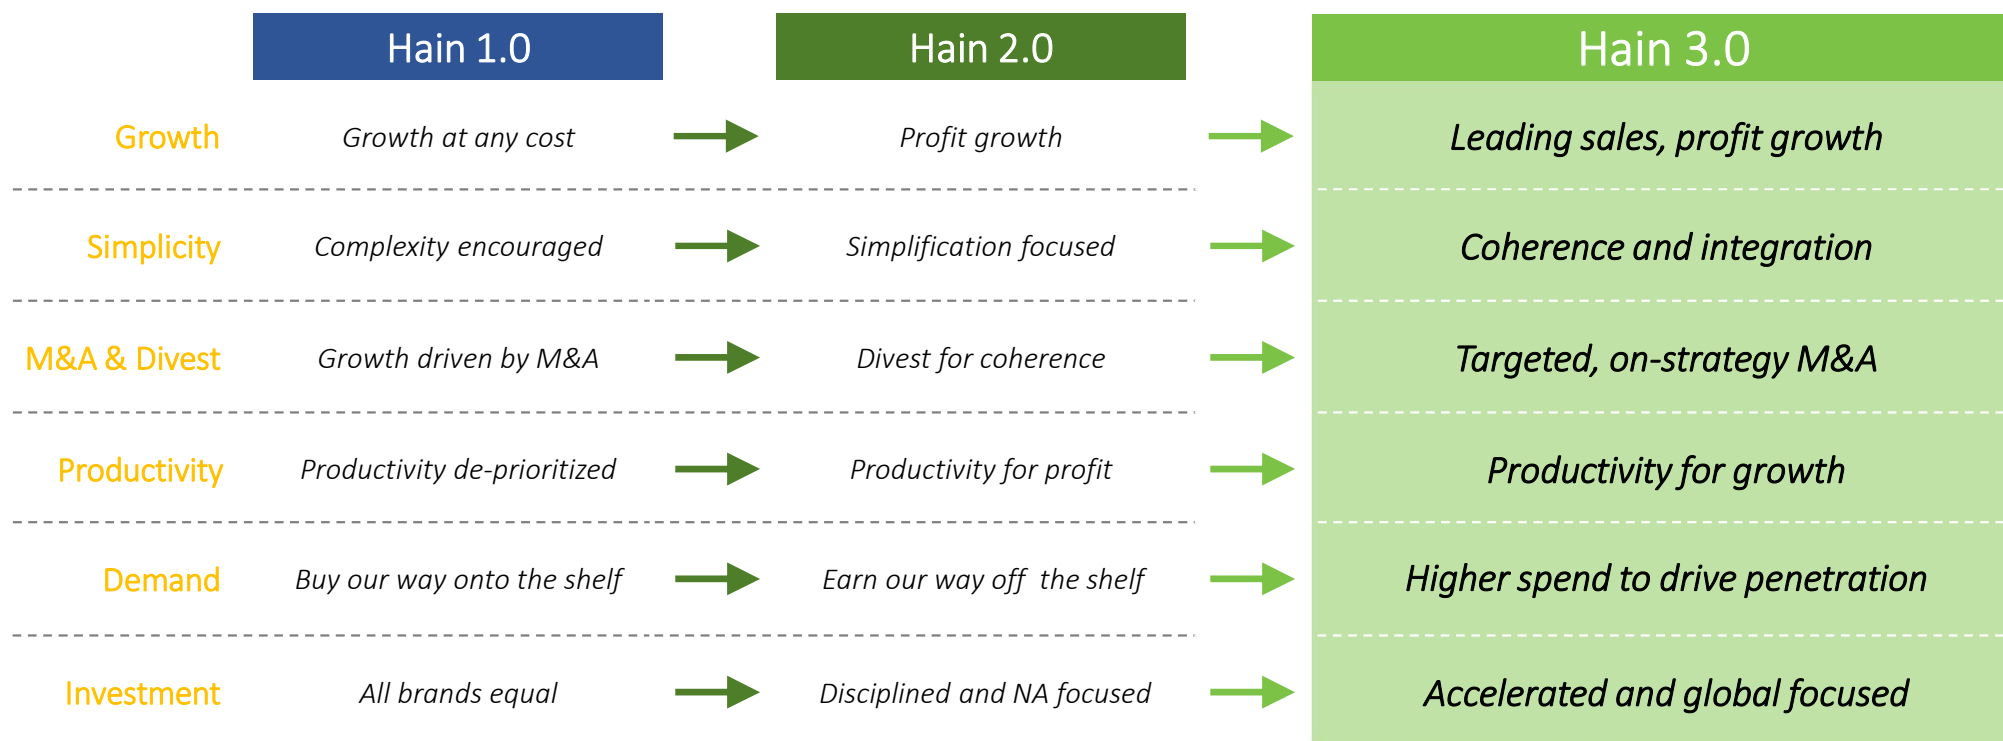 Hain 1.0
Hain 2.0
Hain 3.0
Growth
Growth at any cost
Profit growth
Leading sales, profit growth
Simplicity
Complexity encouraged
Simplification focused
Coherence and integration
M&A & Divest
Growth driven by M&A
Divest for coherence
Targeted, on-strategy M&A
Productivity
Productivity de-prioritized
Productivity for profit
Productivity for growth
Demand
Buy our way onto the shelf
Earn our way off  the shelf
Higher spend to drive penetration
Investment
All brands equal
Disciplined and NA focused
Accelerated and global focused